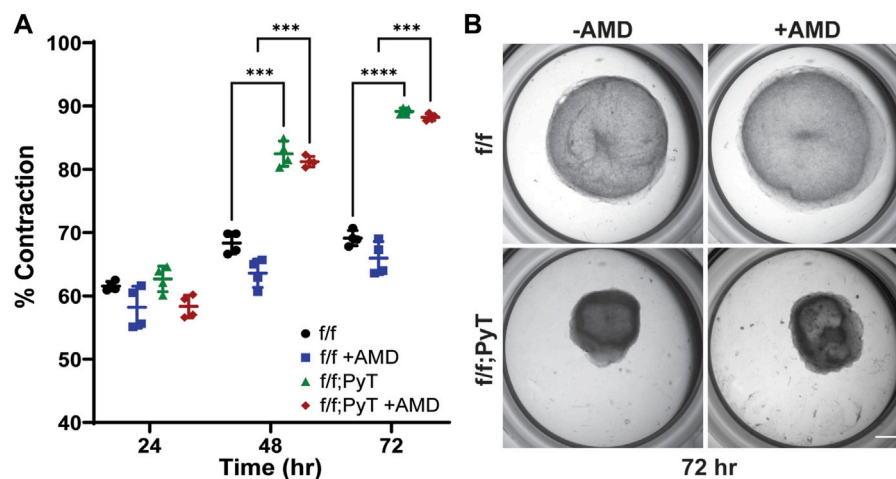 A
% Contraction
100
90
80
70
60
50
40
***
***
****
***
f/f
f/f +AMD
f/f;PyT
f/f;PyT +AMD
24
48
72
Time (hr)
B
-AMD
+AMD
f/f
f/f;PyT
72 hr